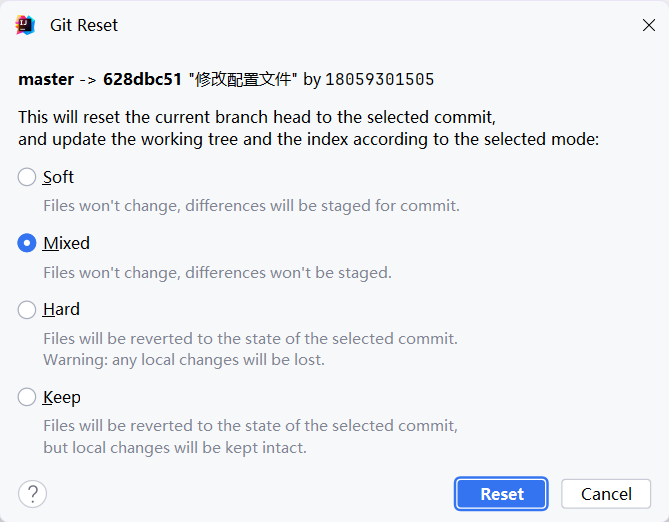 Git Reset
master -> 628dbc51 "修改配置文件" by 18059301505
This will reset the current branch head to the selected commit,
and update the working tree and the index according to the selected mode:
Soft
Files won't change, differences will be staged for commit.
Mixed
Files won't change, differences won't be staged.
Hard
Files will be reverted to the state of the selected commit.
Warning: any local changes will be lost.
Keep
Files will be reverted to the state of the selected commit,
but local changes will be kept intact.
? Reset Cancel